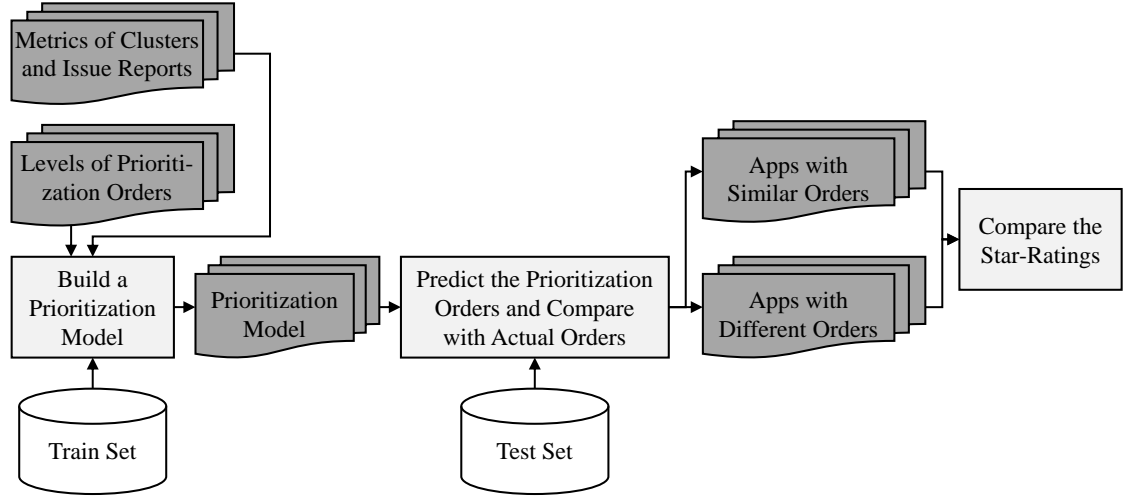 Metrics of Clusters
and Issue Reports
Levels of Prioriti-
zation Orders
Build a
Prioritization
Model
Prioritization
Model
Predict the Prioritization
Orders and Compare
with Actual Orders
Apps with
Similar Orders
Apps with
Different Orders
Compare the
Star-Ratings
Train Set
Test Set